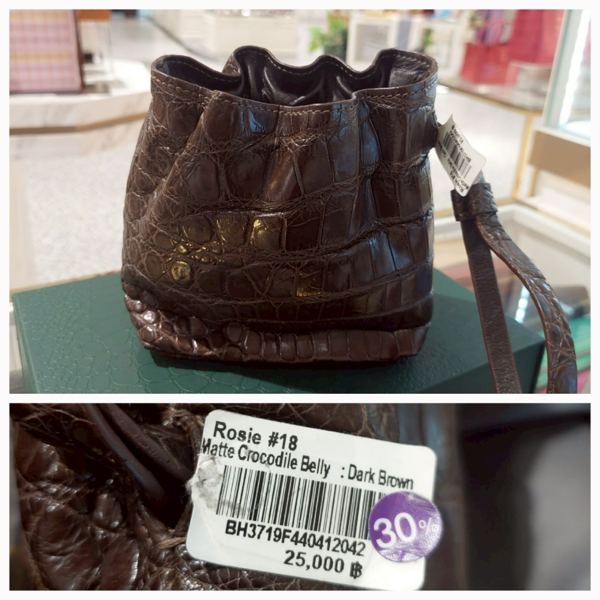 Rosie #18
Matte Crocodile Belly : Dark Brown
BH3719F440412042
30%
25,000 ฿